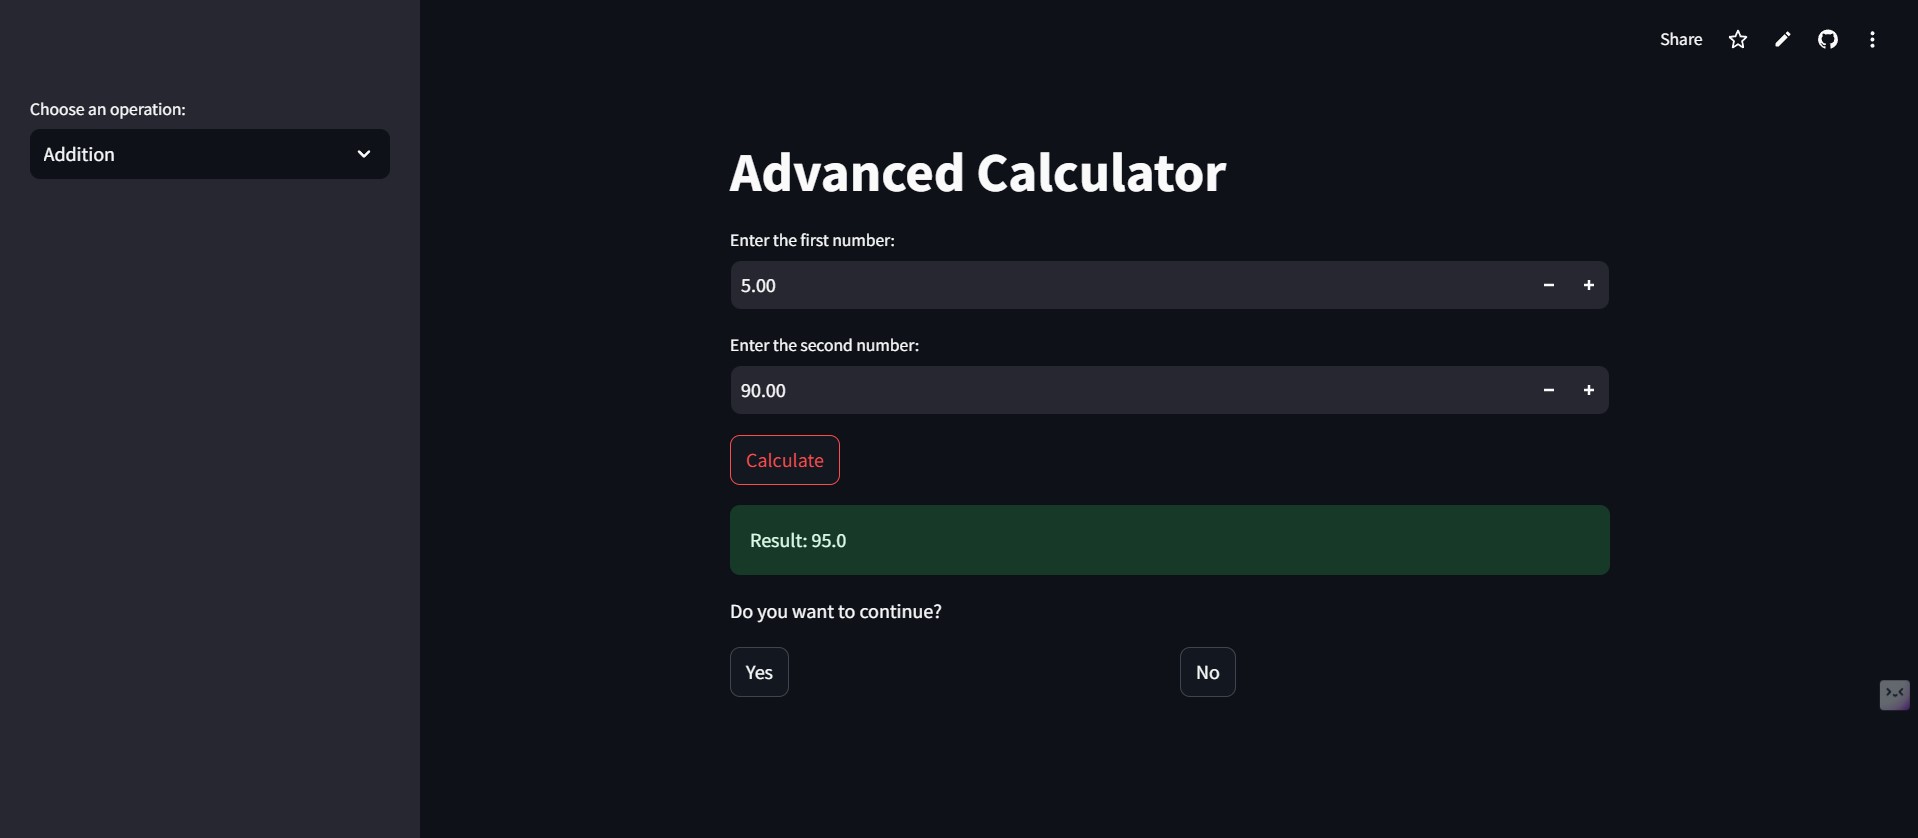 Share
Choose an operation:
Addition
Advanced Calculator
Enter the first number:
5.00
Enter the second number:
90.00
Calculate
Result: 95.0
Do you want to continue?
Yes
No